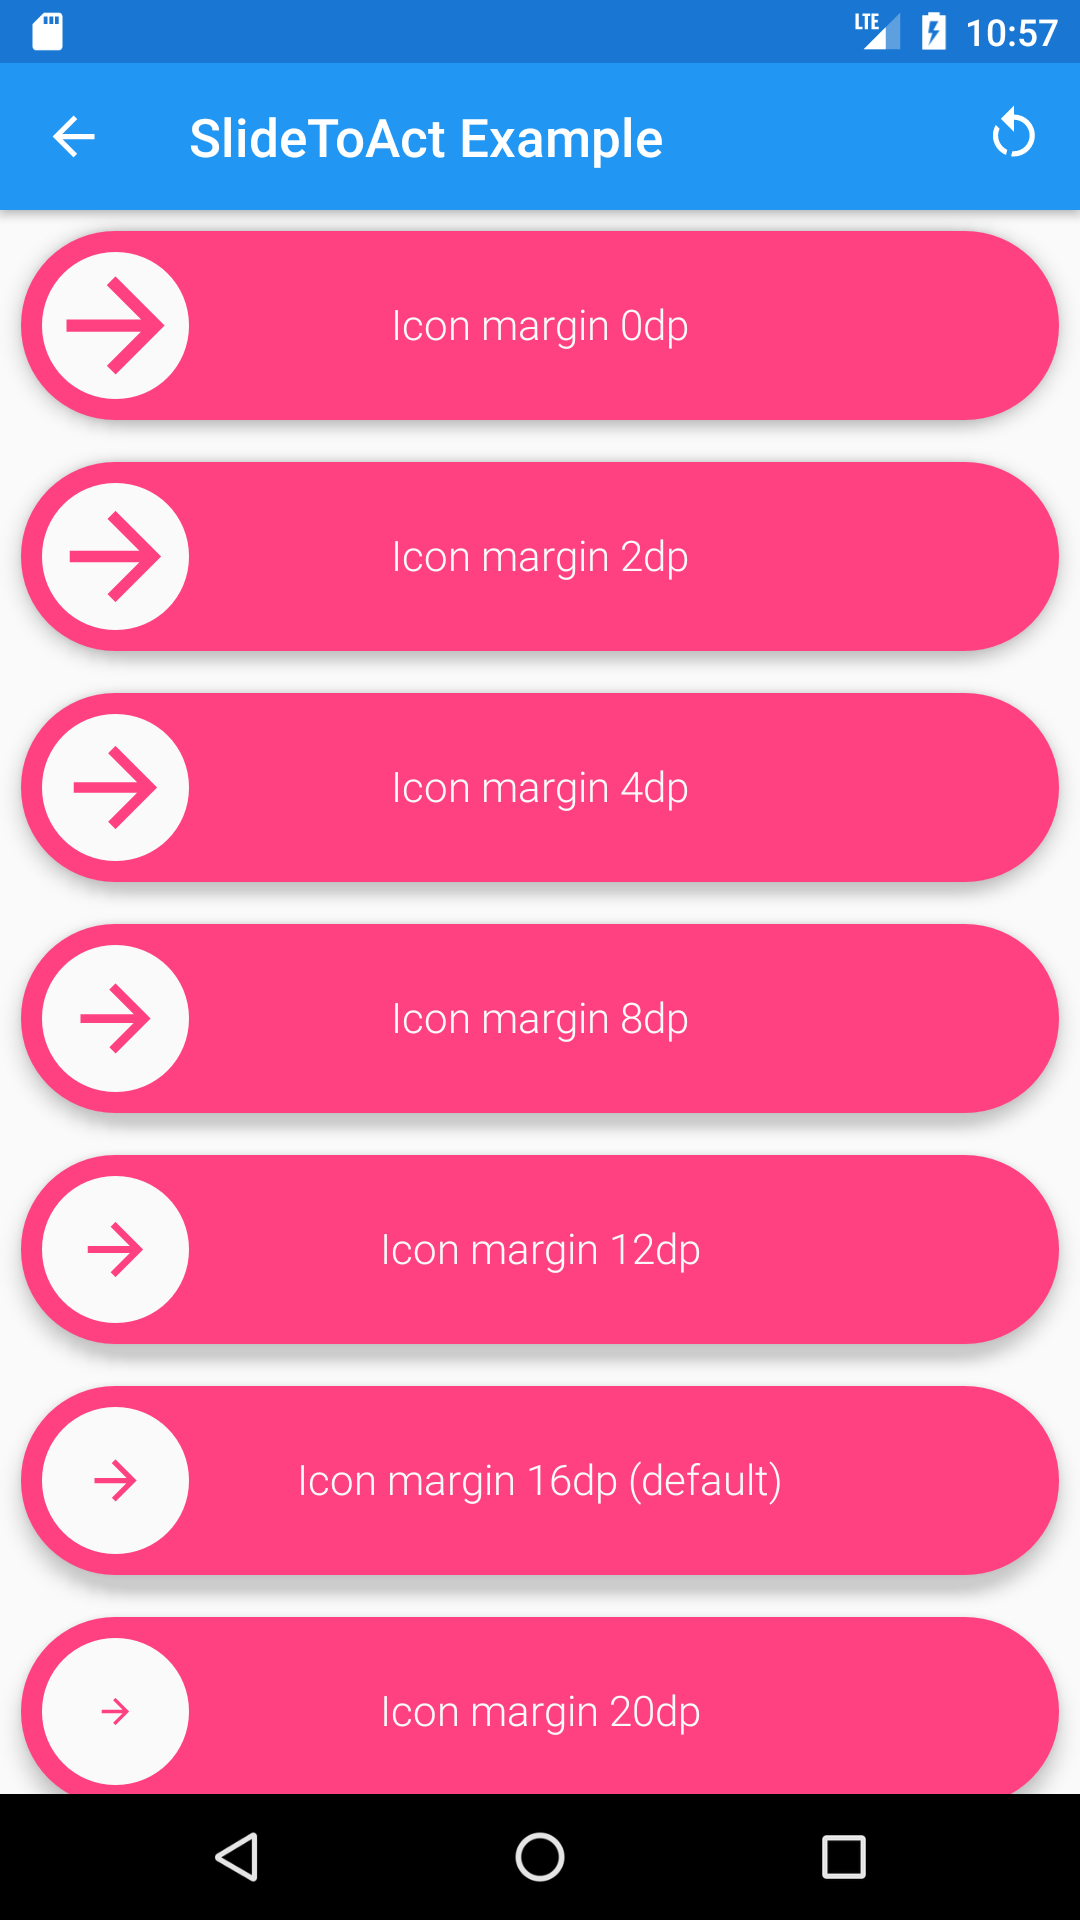 LTE 10:57
SlideToAct Example
Icon margin 0dp
Icon margin 2dp
Icon margin 4dp
Icon margin 8dp
Icon margin 12dp
Icon margin 16dp (default)
Icon margin 20dp